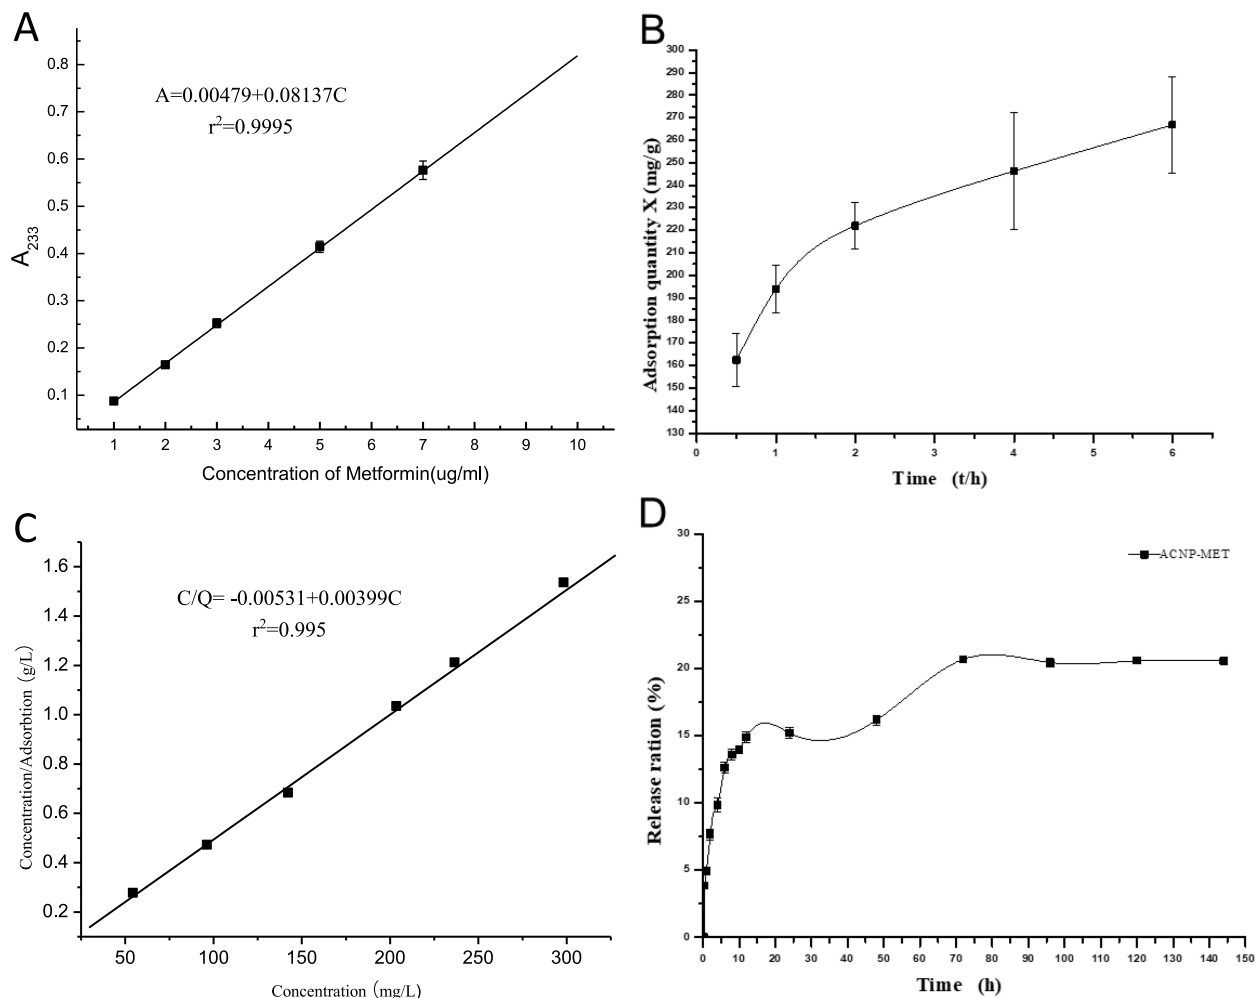 A
0.8
0.7
0.6
0.5
0.4
0.3
0.2
0.1
A233
A=0.00479+0.08137C
r²=0.9995
1 2 3 4 5 6 7 8 9 10
Concentration of Metformin(ug/ml)
B
300
290
280
270
260
250
240
230
220
210
200
190
180
170
160
150
140
130
Adsorption quantity X (mg/g)
0 1 2 3 4 5 6
Time (t/h)
C
1.6
1.4
1.2
1.0
0.8
0.6
0.4
0.2
Concentration/Adsorbtion (g/L)
C/Q= -0.00531+0.00399C
r²=0.995
50 100 150 200 250 300
Concentration (mg/L)
D
30
25
20
15
10
5
0
Release ration (%)
ACNP-MET
0 10 20 30 40 50 60 70 80 90 100 110 120 130 140 150
Time (h)